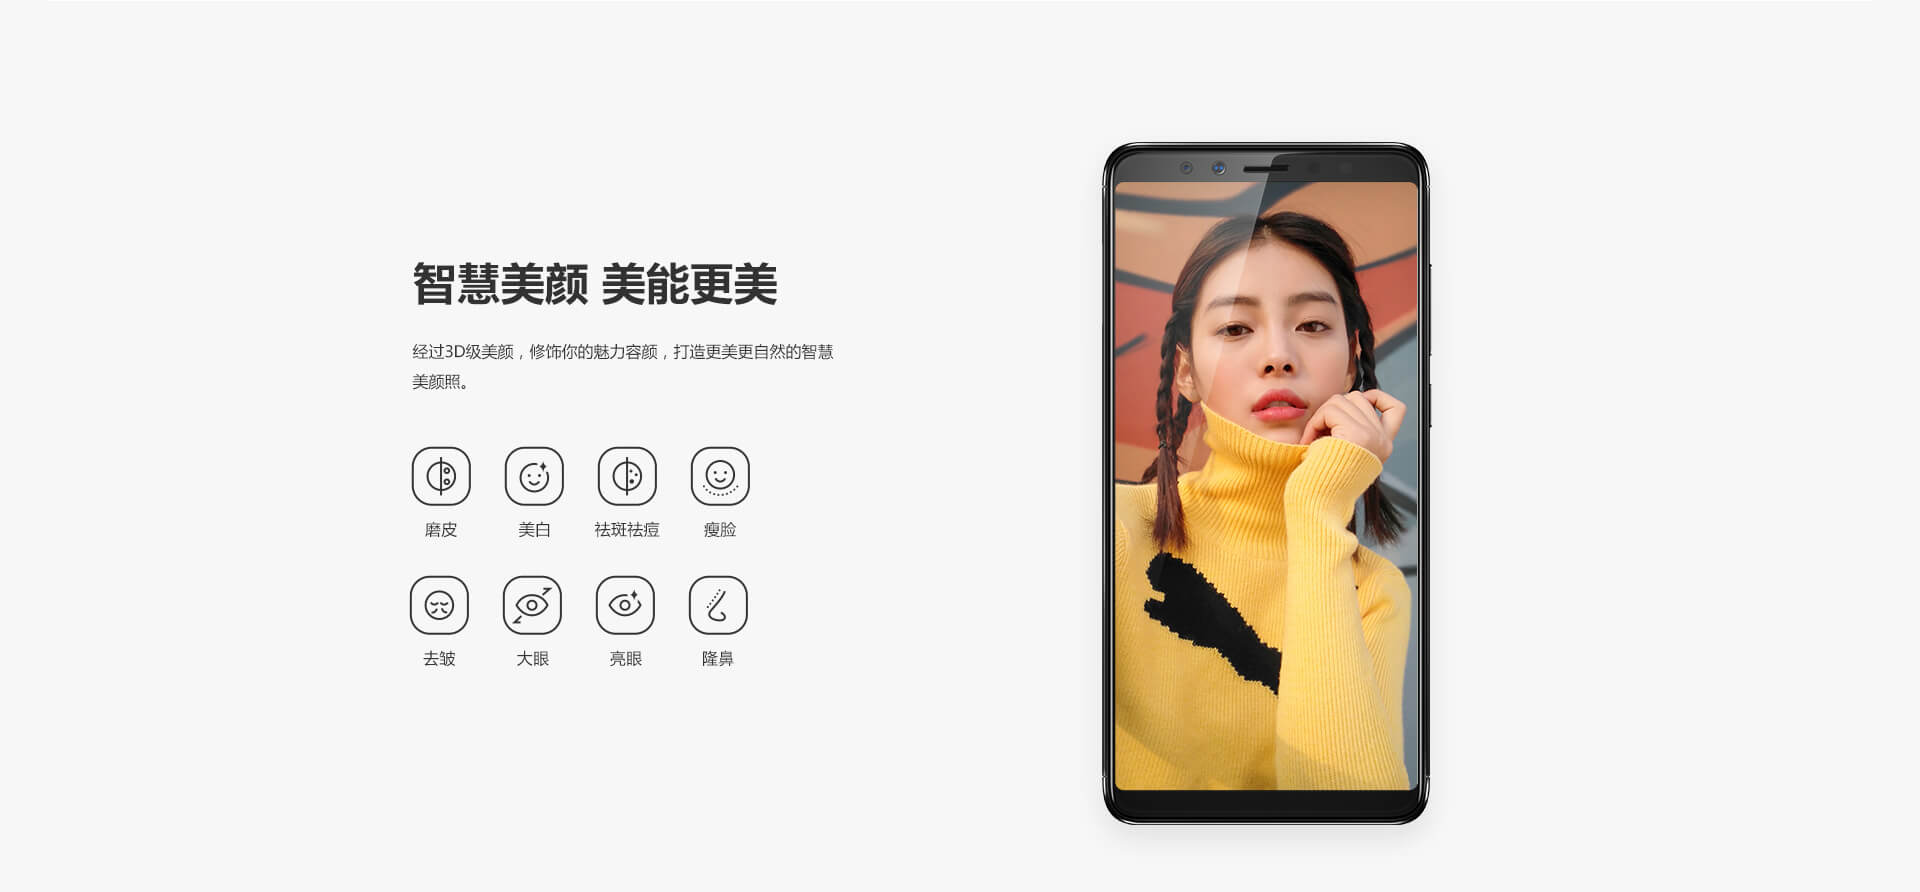 智慧美颜 美能更美
经过3D级美颜，修饰你的魅力容颜，打造更美更自然的智慧
美颜照。
磨皮 美白 祛斑祛痘 瘦脸
去皱 大眼 亮眼 隆鼻